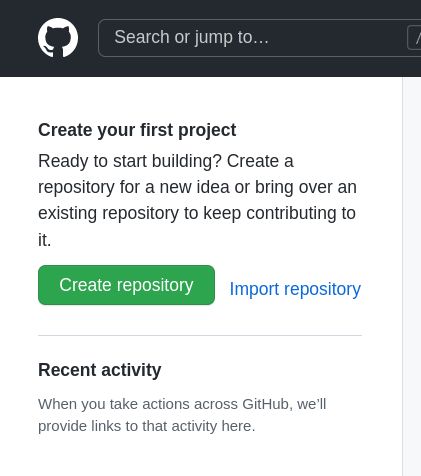 Search or jump to…
/
Create your first project
Ready to start building? Create a
repository for a new idea or bring over an
existing repository to keep contributing to
it.
Create repository
Import repository
Recent activity
When you take actions across GitHub, we’ll
provide links to that activity here.